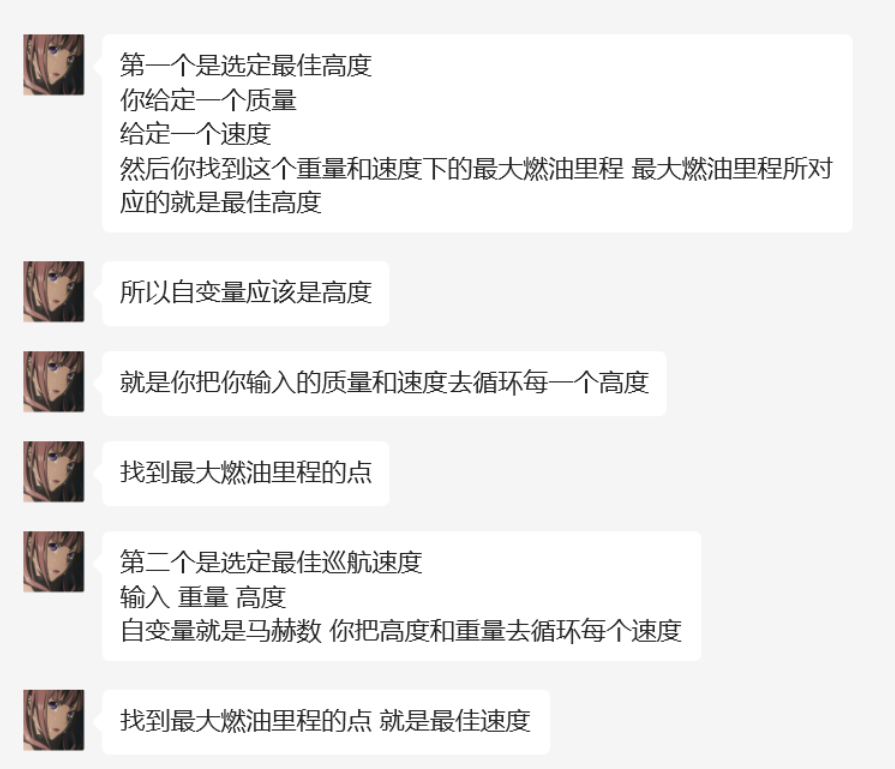 第一个是选定最佳高度
你给定一个质量
给定一个速度
然后你找到这个重量和速度下的最大燃油里程 最大燃油里程所对
应的就是最佳高度
所以自变量应该是高度
就是你把你输入的质量和速度去循环每一个高度
找到最大燃油里程的点
第二个是选定最佳巡航速度
输入 重量 高度
自变量就是马赫数 你把高度和重量去循环每个速度
找到最大燃油里程的点 就是最佳速度